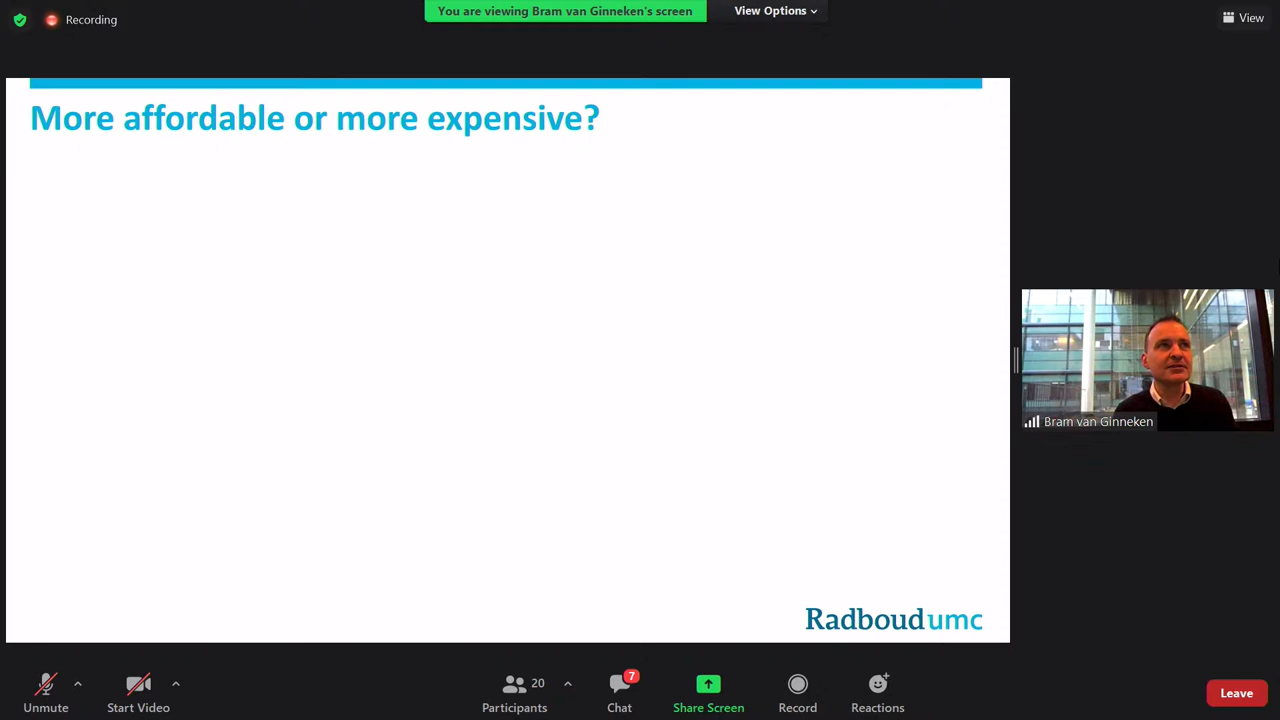 Recording
You are viewing Bram van Ginneken's screen
View Options
View
More affordable or more expensive?
Bram van Ginneken
Radboudumc
Unmute
Start Video
20
Participants
7
Chat
Share Screen
Record
Reactions
Leave